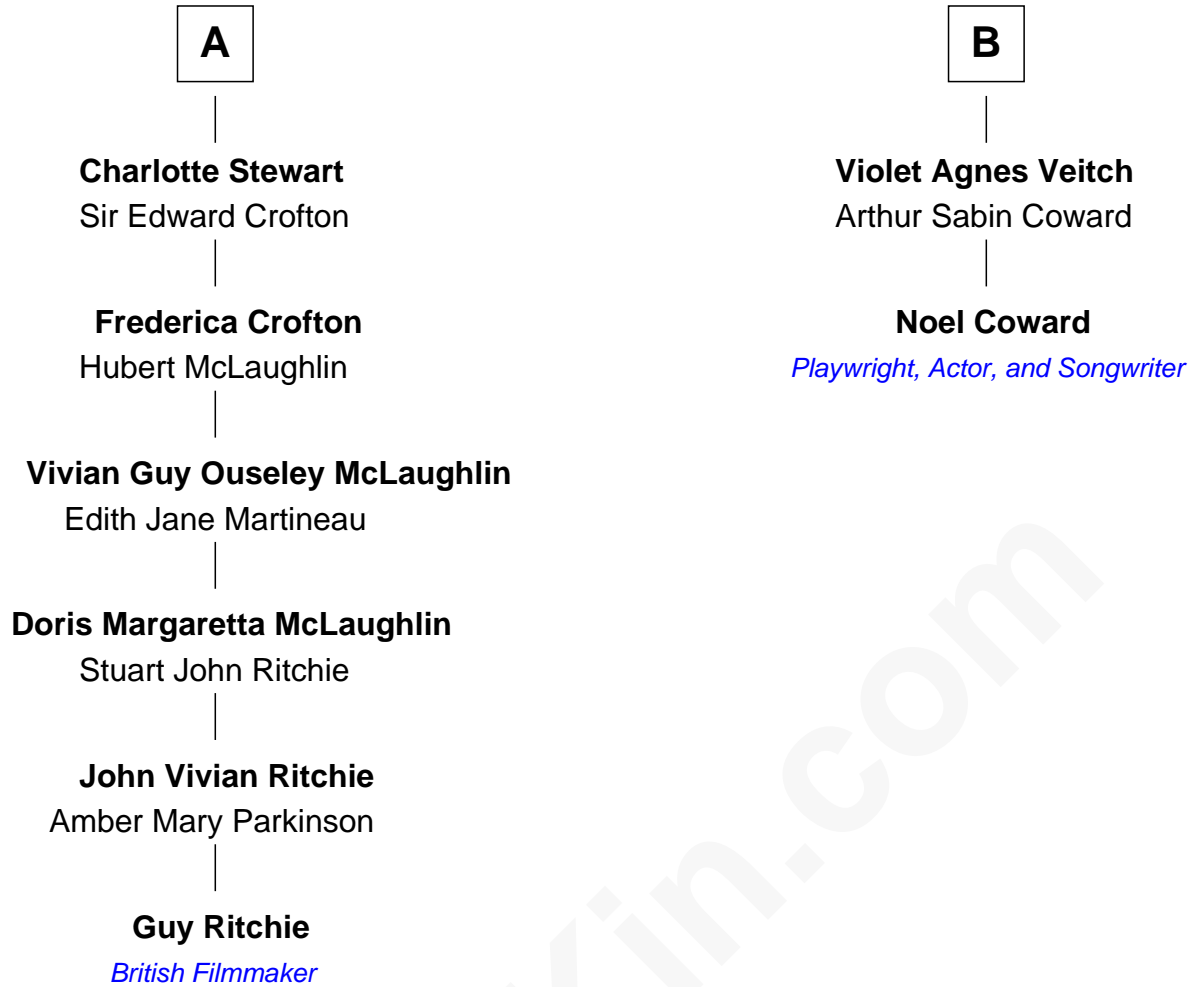 A
Charlotte Stewart
Sir Edward Crofton
Frederica Crofton
Hubert McLaughlin
Vivian Guy Ouseley McLaughlin
Edith Jane Martineau
Doris Margaretta McLaughlin
Stuart John Ritchie
John Vivian Ritchie
Amber Mary Parkinson
Guy Ritchie
British Filmmaker
B
Violet Agnes Veitch
Arthur Sabin Coward
Noel Coward
Playwright, Actor, and Songwriter
Kin.com